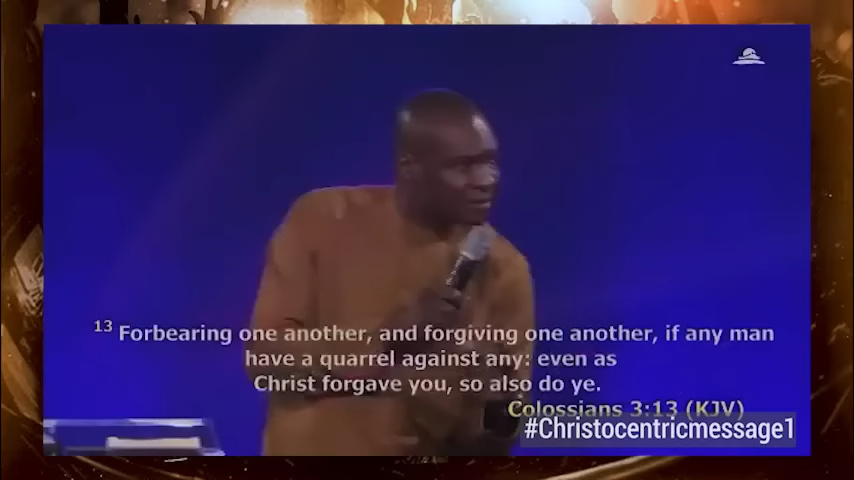 13 Forbearing one another, and forgiving one another, if any man
have a quarrel against any: even as
Christ forgave you, so also do ye.
Colossians 3:13 (KJV)
#Christocentricmessage1